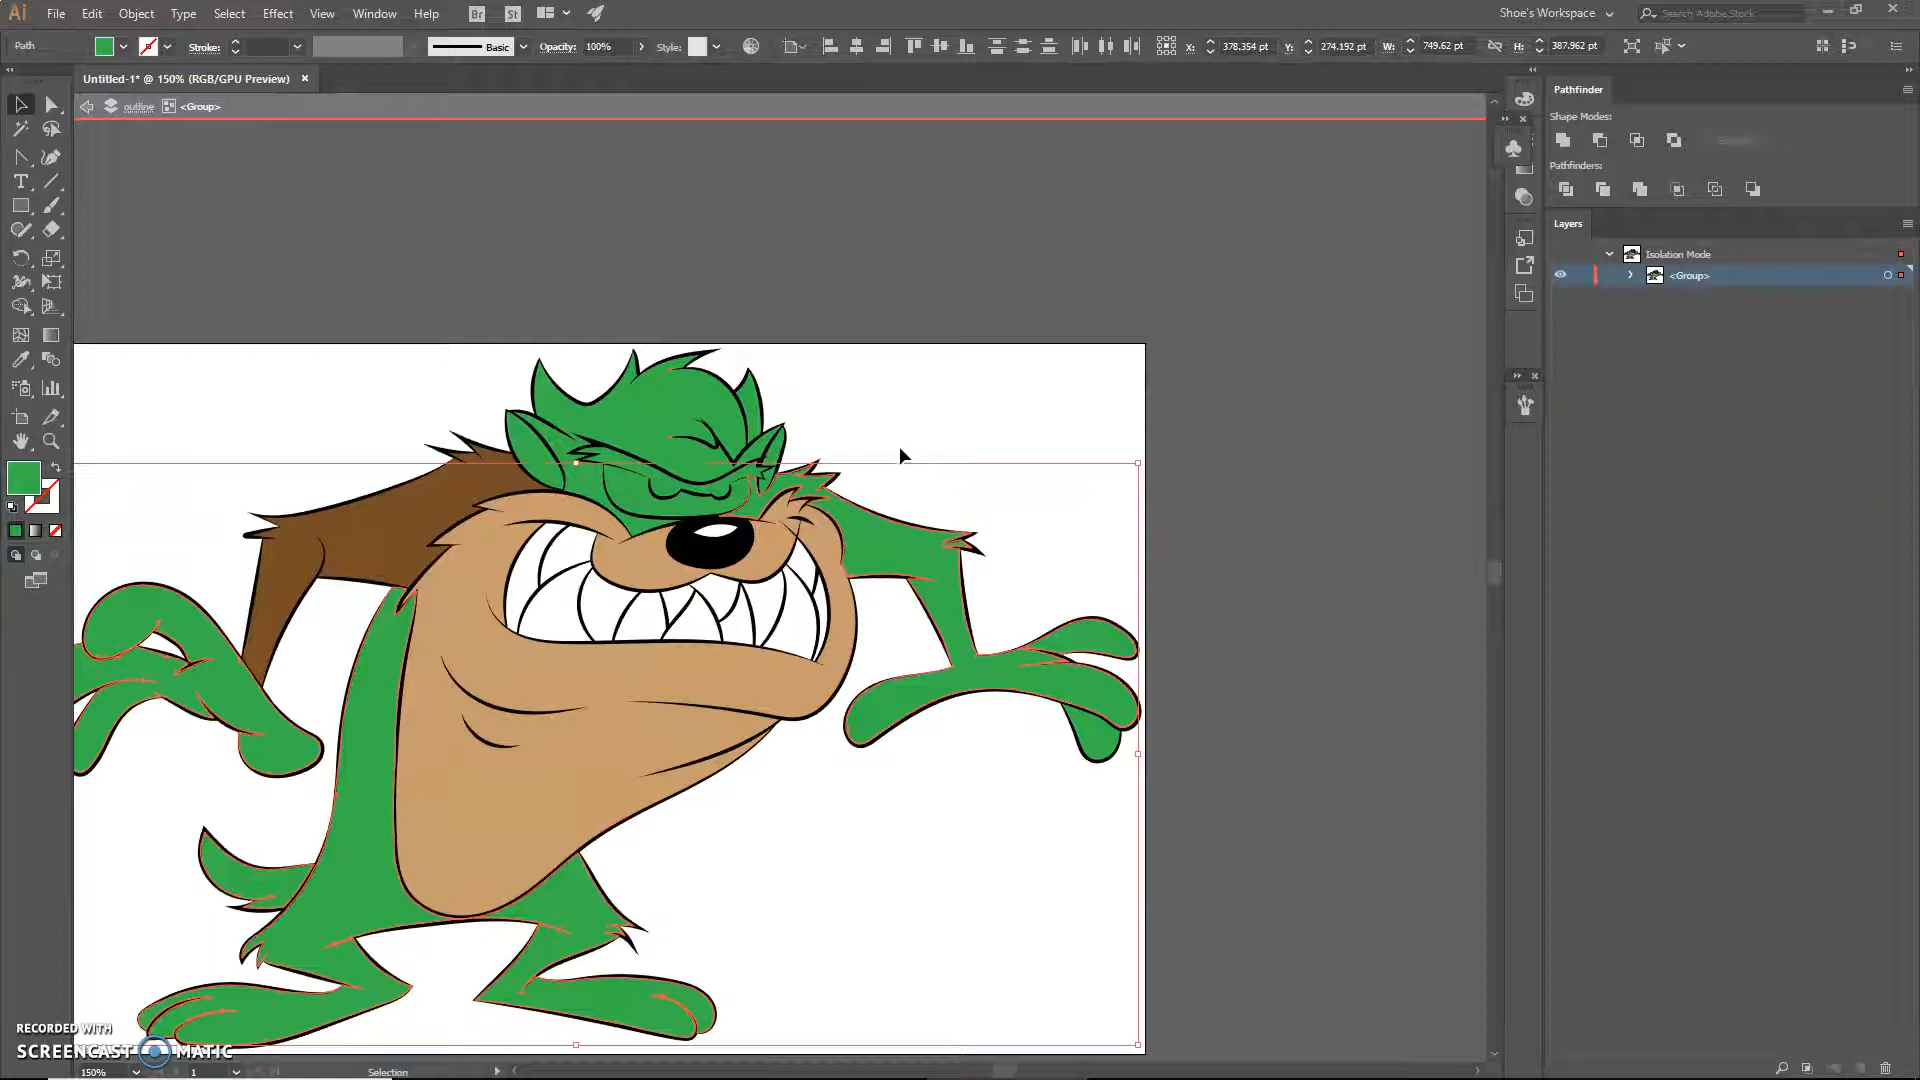 Ai File Edit Object Type Select Effect View Window Help Br St Shoe's Workspace Search Adobe Stock
Path Stroke: Basic Opacity: 100% Style: X: 378.354 pt Y: 274.192 pt W: 749.62 pt H: 387.962 pt
Untitled-1* @ 150% (RGB/GPU Preview)
outline <Group>
Pathfinder
Shape Modes:
Pathfinders:
Layers
Isolation Mode
<Group>
RECORDED WITH
SCREENCAST MATIC
150% 1 Selection